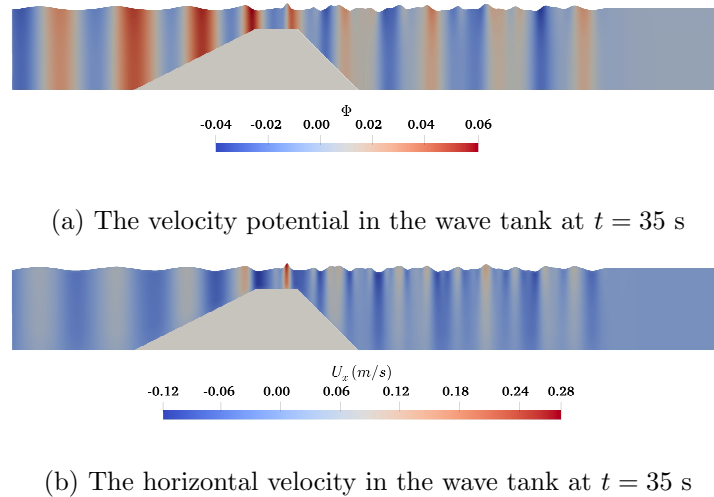 Φ
-0.04 -0.02 0.00 0.02 0.04 0.06
(a) The velocity potential in the wave tank at t = 35 s
U_x (m/s)
-0.12 -0.06 0.00 0.06 0.12 0.18 0.24 0.28
(b) The horizontal velocity in the wave tank at t = 35 s